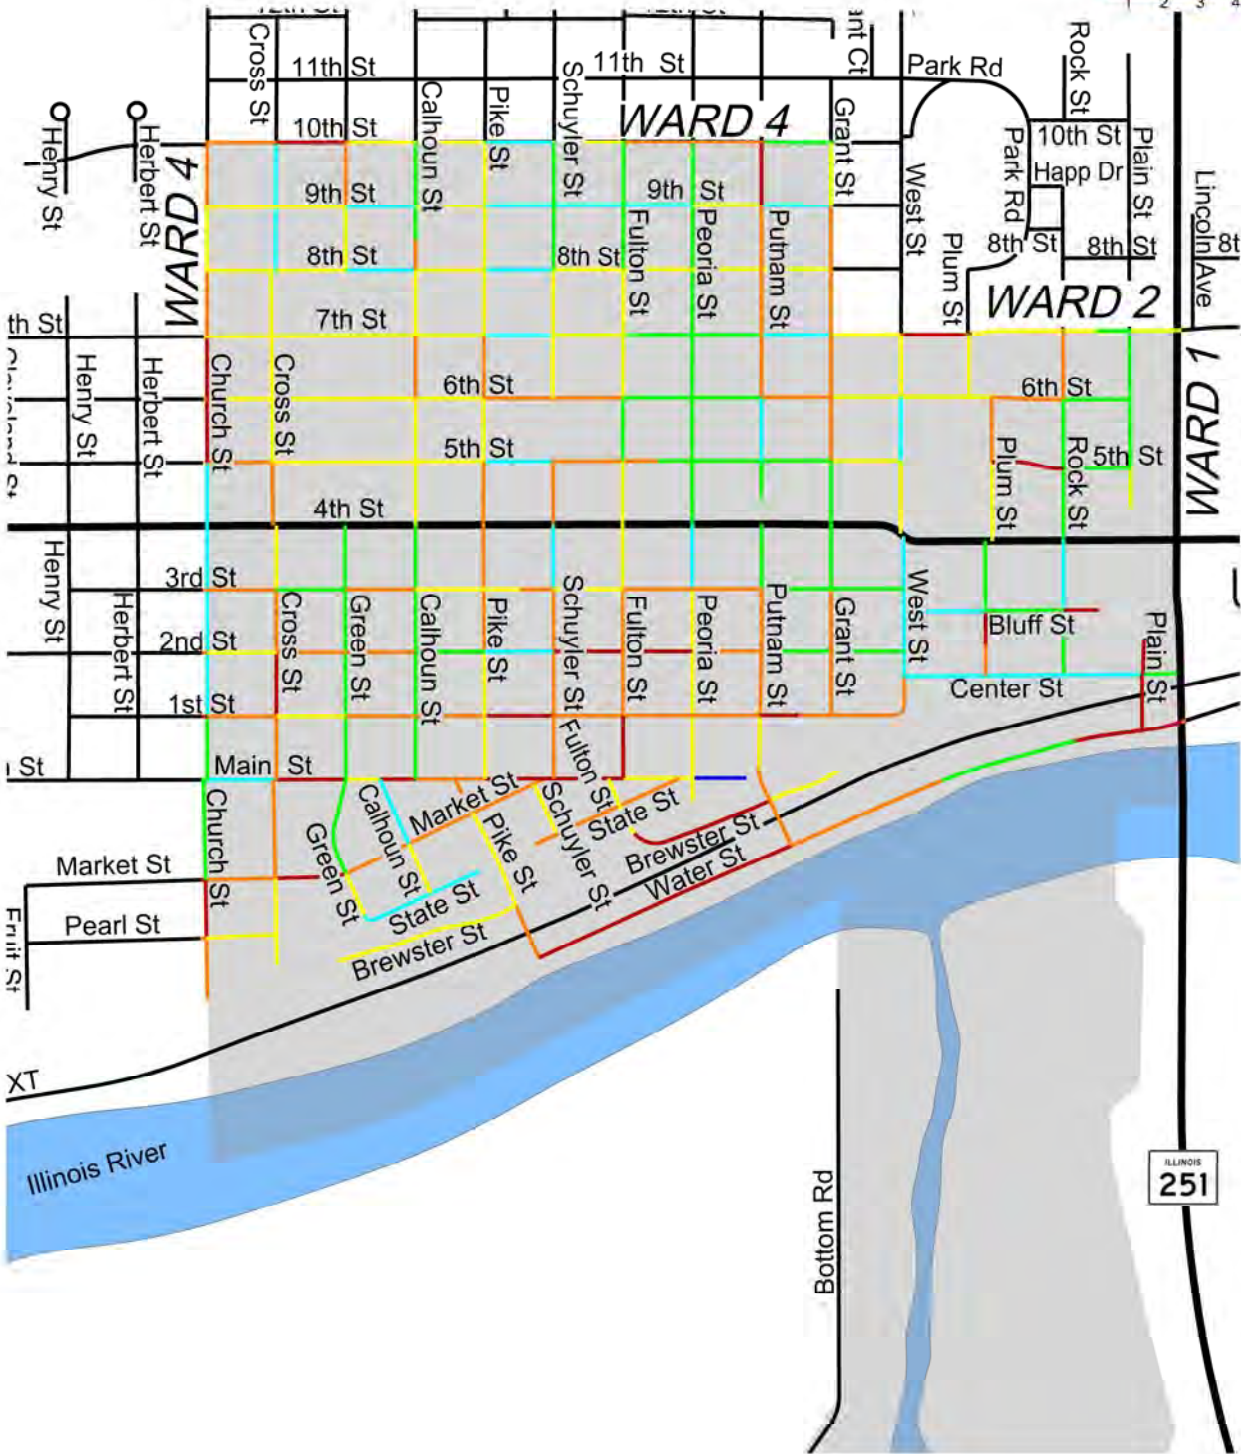 2 3 4
Cross St
11th St
11th St
Park Rd
Rock St
Calhoun St
Pike St
Schuyler St
WARD 4
Grant St
Henry St
Herbert St
10th St
10th St
Park Rd
Happ Dr
Plain St
WARD 4
9th St
9th St
West St
Lincoln Ave
8th St
8th St
8th St
8th St
8t
Fulton St
Peoria St
Putnam St
Plum St
WARD 2
th St
7th St
WARD 1
Henry St
Herbert St
Church St
Cross St
6th St
6th St
5th St
5th St
Plum St
Rock St
4th St
Henry St
Herbert St
3rd St
Cross St
Green St
Calhoun St
Pike St
Schuyler St
Fulton St
Peoria St
Putnam St
Grant St
West St
2nd St
Bluff St
Plain St
1st St
Center St
St
Main St
Fulton St
Church St
Calhoun St
Market St
Schuyler St
State St
Green St
Pike St
Brewster St
Market St
Water St
State St
Pearl St
Fruit St
Brewster St
XT
Illinois River
Bottom Rd
ILLINOIS
251